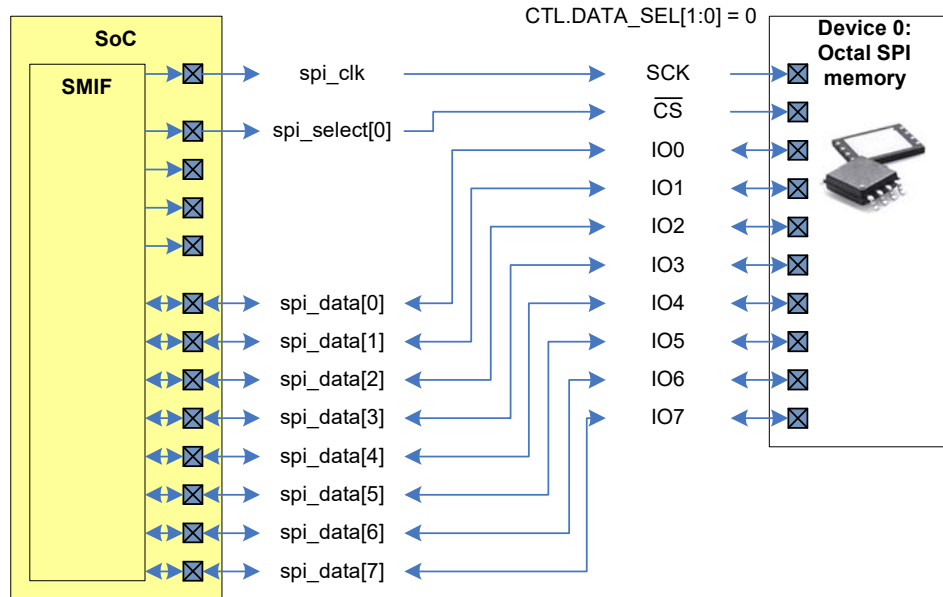 CTL.DATA_SEL[1:0] = 0
SoC
SMIF
Device 0:
Octal SPI
memory
spi_clk SCK
spi_select[0] CS
IO0
IO1
IO2
IO3
spi_data[0] IO4
spi_data[1] IO5
spi_data[2] IO6
spi_data[3] IO7
spi_data[4]
spi_data[5]
spi_data[6]
spi_data[7]